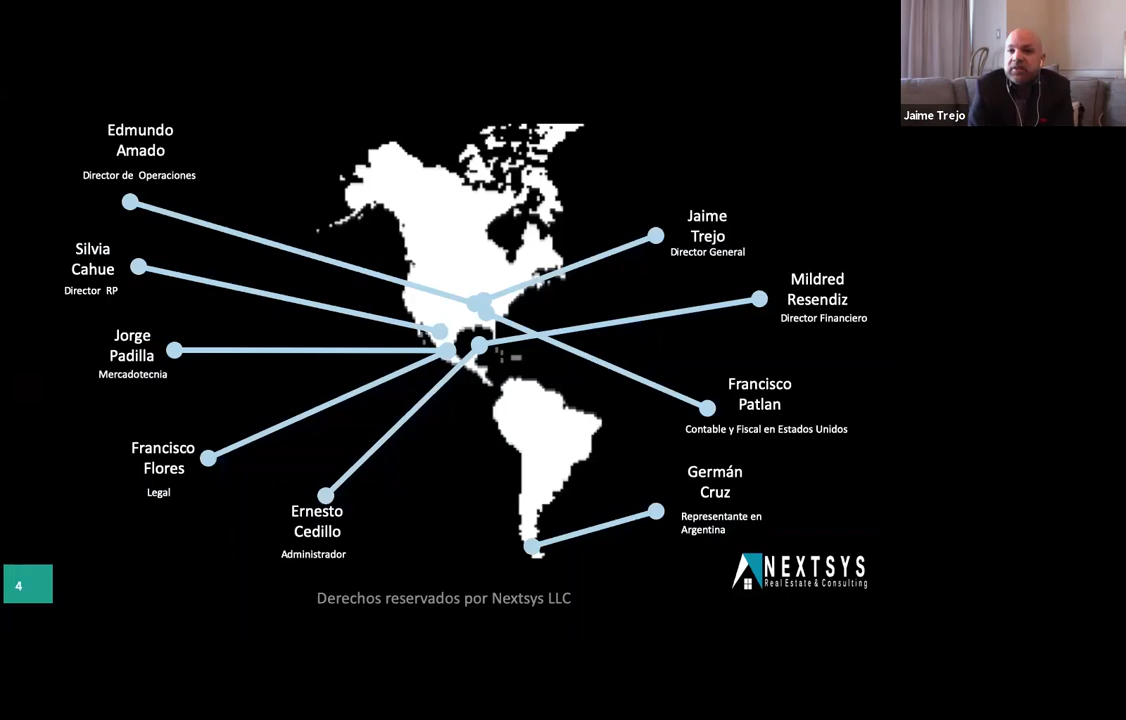 Jaime Trejo
Edmundo
Amado
Director de Operaciones
Silvia
Cahue
Director RP
Jorge
Padilla
Mercadotecnia
Francisco
Flores
Legal
Ernesto
Cedillo
Administrador
Jaime
Trejo
Director General
Mildred
Resendiz
Director Financiero
Francisco
Patlan
Contable y Fiscal en Estados Unidos
Germán
Cruz
Representante en
Argentina
NEXTSYS
Real Estate & Consulting
4
Derechos reservados por Nextsys LLC